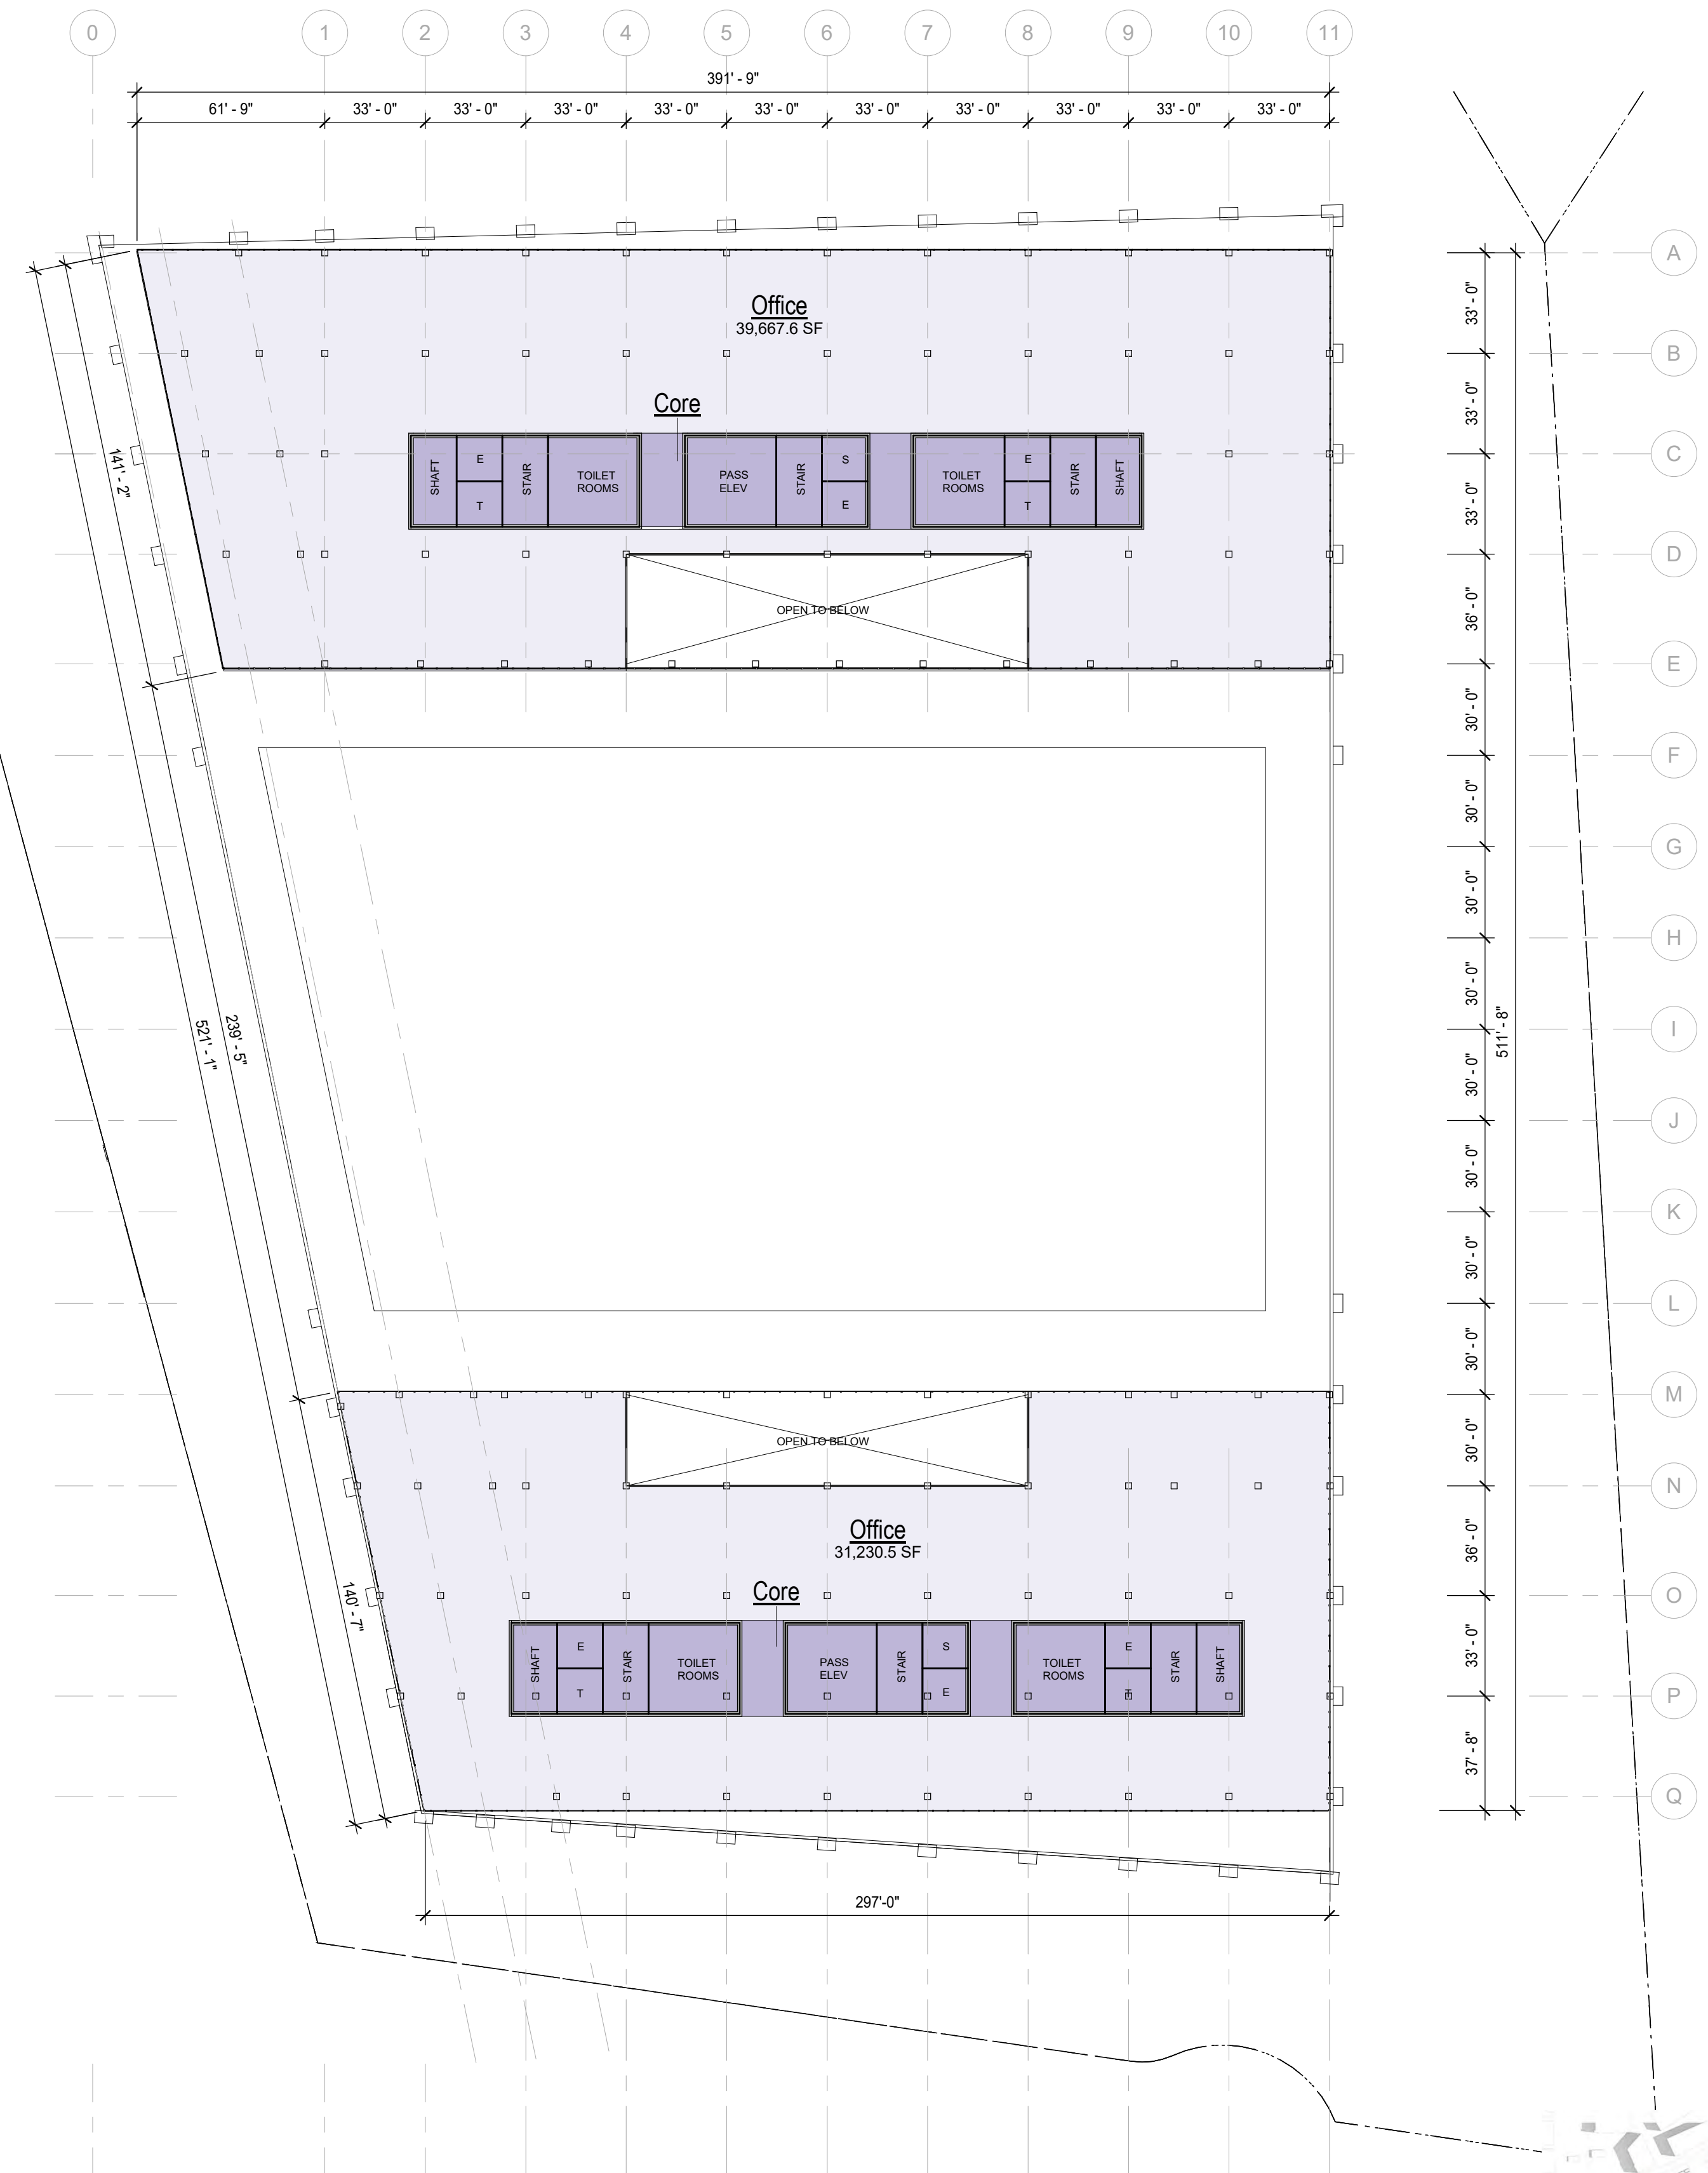 0 1 2 3 4 5 6 7 8 9 10 11
391' - 9"
61' - 9" 33' - 0" 33' - 0" 33' - 0" 33' - 0" 33' - 0" 33' - 0" 33' - 0" 33' - 0" 33' - 0" 33' - 0"
A
33' - 0"
Office
39,667.6 SF
B
33' - 0"
Core
141' - 2"
C
SHAFT
E
T
STAIR
TOILET
ROOMS
PASS
ELEV
STAIR
S
E
TOILET
ROOMS
E
T
STAIR
SHAFT
33' - 0"
D
36' - 0"
OPEN TO BELOW
E
30' - 0"
F
30' - 0"
G
30' - 0"
H
30' - 0"
I
511' - 8"
521' - 1"
239' - 5"
30' - 0"
J
30' - 0"
K
30' - 0"
L
30' - 0"
M
30' - 0"
OPEN TO BELOW
N
36' - 0"
Office
31,230.5 SF
Core
140' - 7"
O
33' - 0"
SHAFT
E
T
STAIR
TOILET
ROOMS
PASS
ELEV
STAIR
S
E
TOILET
ROOMS
E
T
STAIR
SHAFT
P
37' - 8"
Q
297'-0"